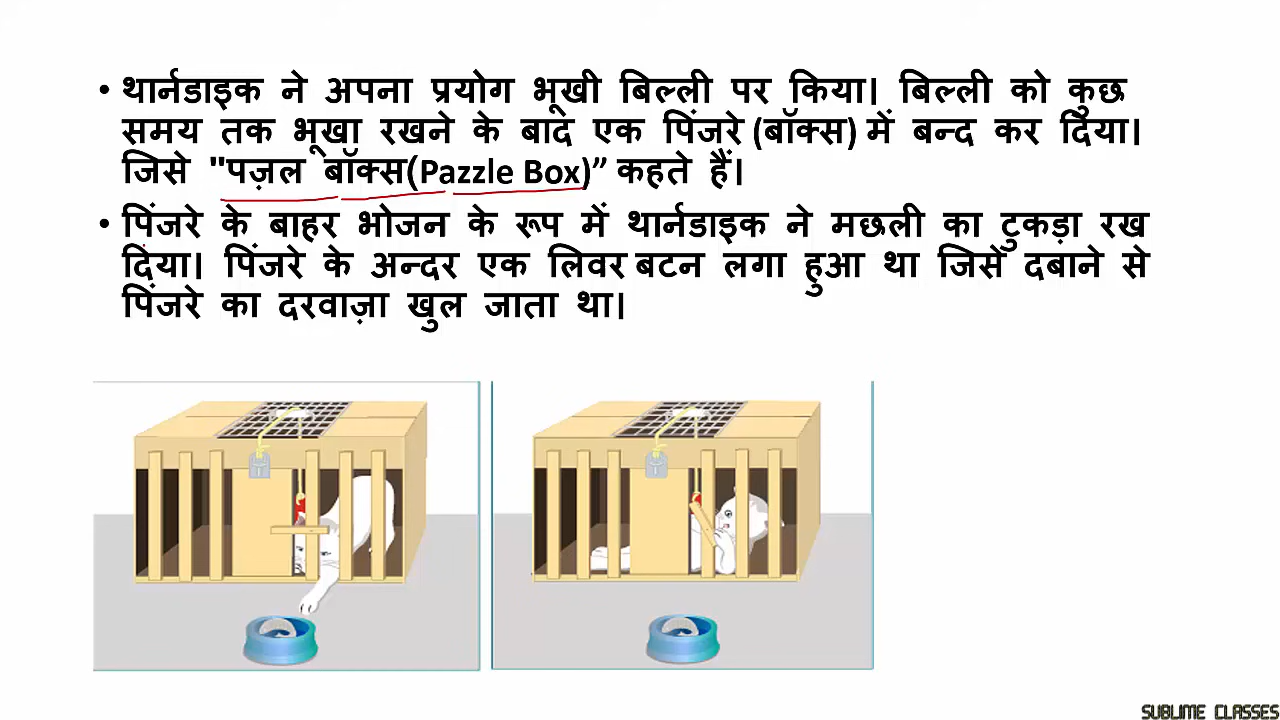 • थार्नडाइक ने अपना प्रयोग भूखी बिल्ली पर किया। बिल्ली को कुछ
समय तक भूखा रखने के बाद एक पिंजरे (बॉक्स) में बन्द कर दिया।
जिसे "पज़ल बॉक्स(Pazzle Box)” कहते हैं।
• पिंजरे के बाहर भोजन के रूप में थार्नडाइक ने मछली का टुकड़ा रख
दिया। पिंजरे के अन्दर एक लिवर बटन लगा हुआ था जिसे दबाने से
पिंजरे का दरवाज़ा खुल जाता था।
SUBLIME CLASSES